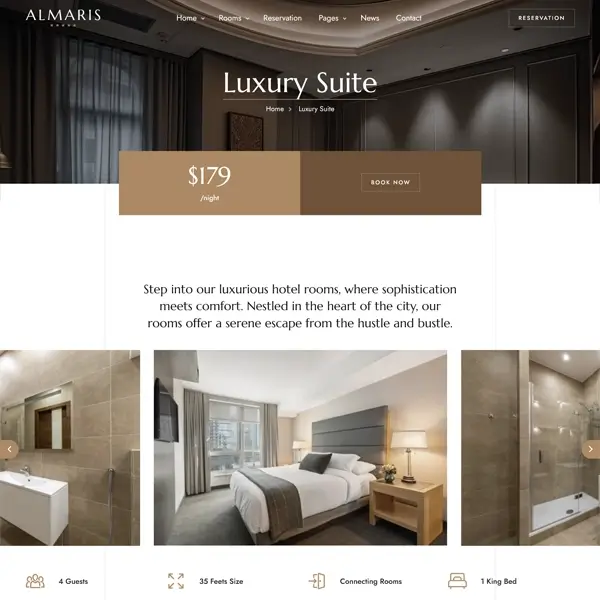 ALMARIS
Home Rooms Reservation Pages News Contact
RESERVATION
Luxury Suite
Home > Luxury Suite
$179
/night
BOOK NOW
Step into our luxurious hotel rooms, where sophistication
meets comfort. Nestled in the heart of the city, our
rooms offer a serene escape from the hustle and bustle.
4 Guests
35 Feets Size
Connecting Rooms
1 King Bed